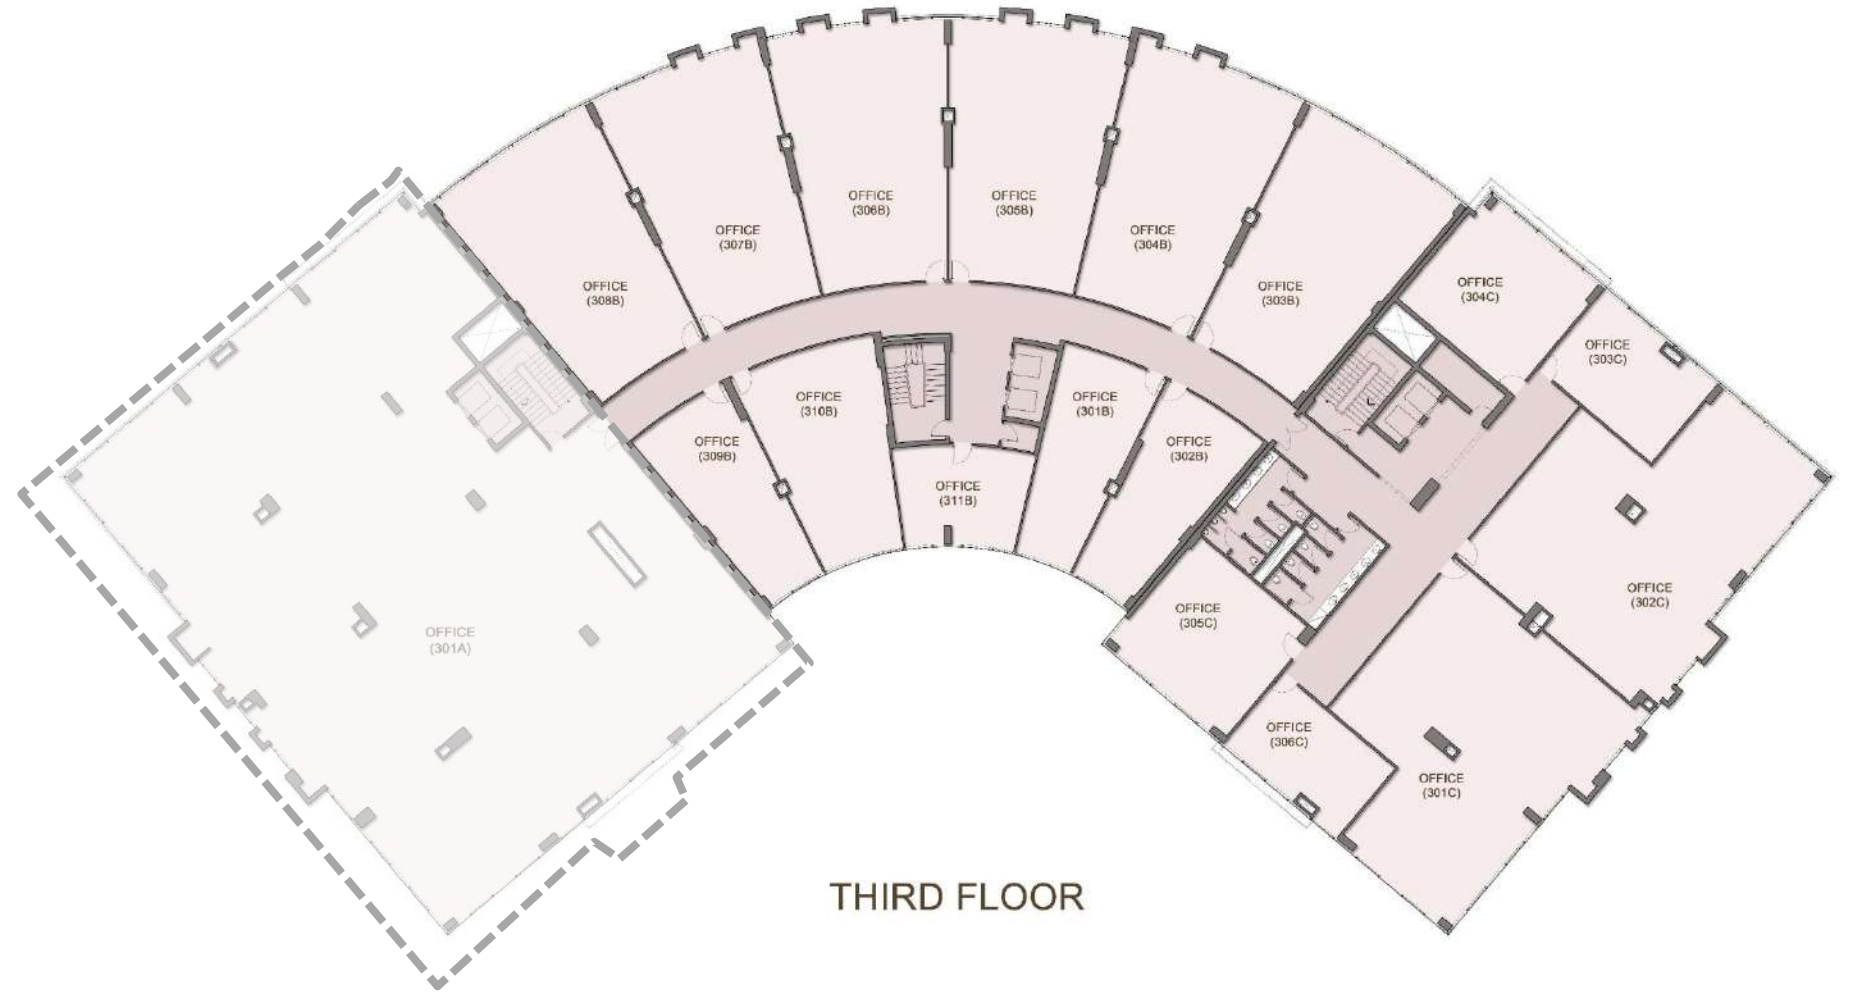 OFFICE
(306B)
OFFICE
(305B)
OFFICE
(307B)
OFFICE
(304B)
OFFICE
(308B)
OFFICE
(303B)
OFFICE
(304C)
OFFICE
(303C)
OFFICE
(310B)
OFFICE
(301B)
OFFICE
(309B)
OFFICE
(302B)
OFFICE
(311B)
OFFICE
(302C)
OFFICE
(305C)
OFFICE
(301A)
OFFICE
(306C)
OFFICE
(301C)
THIRD FLOOR